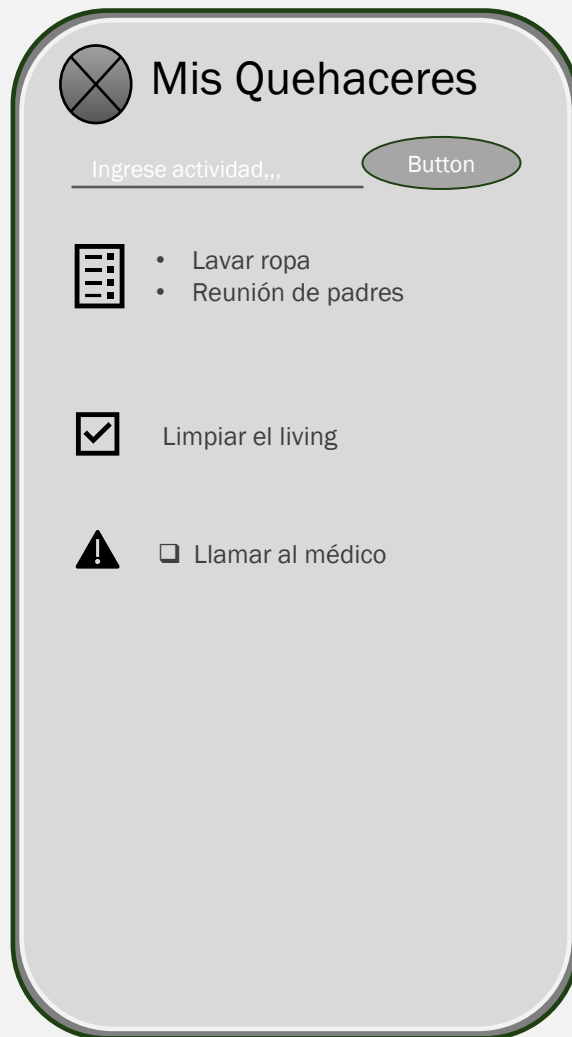 Mis Quehaceres
Ingrese actividad,,,
Button
• Lavar ropa
• Reunión de padres
Limpiar el living
❑ Llamar al médico